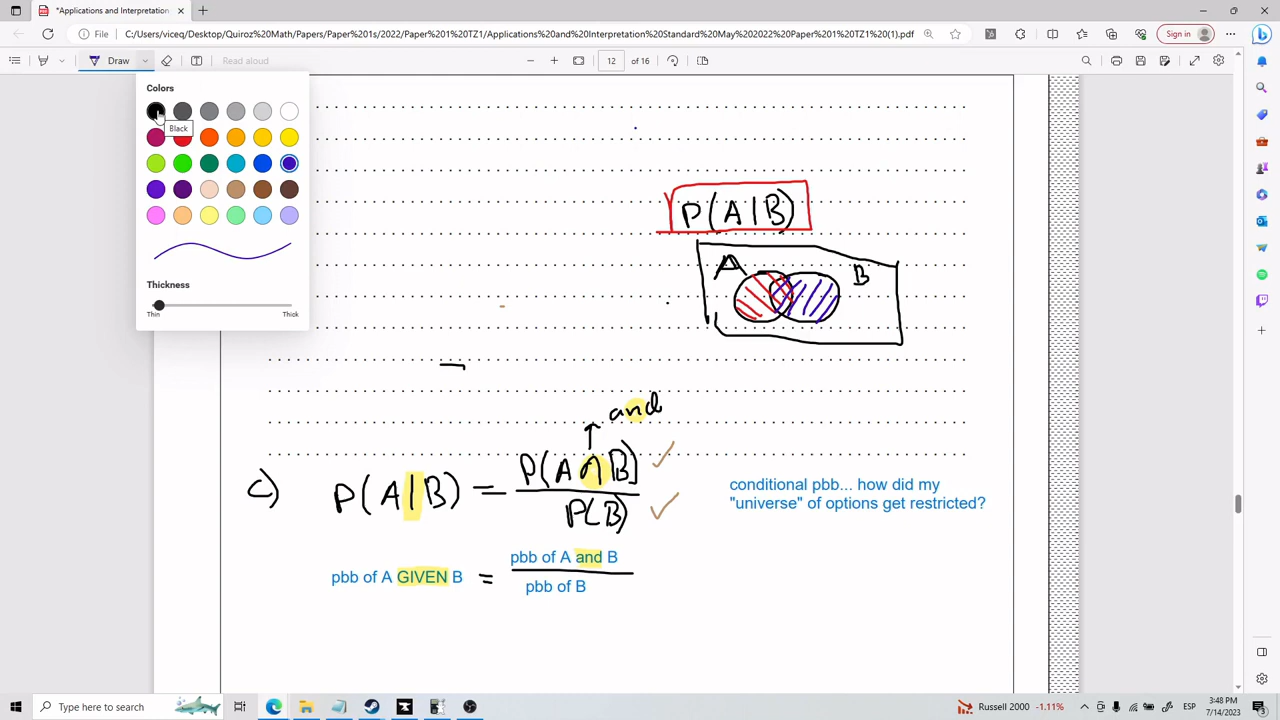 *Applications and Interpretation
File C:/Users/viceq/Desktop/Quiroz%20Math/Papers/Paper%201s/2022/Paper%201%20TZ1/Applications%20and%20Interpretation%20Standard%20May%202022%20Paper%201%20TZ1%20(1).pdf
Sign in
Draw
Read aloud
12 of 16
Colors
Black
Thickness
Thin
Thick
P(A|B)
A
B
and
c)
P(A|B) = P(A ∩ B) / P(B)
conditional pbb... how did my
"universe" of options get restricted?
pbb of A GIVEN B = pbb of A and B / pbb of B
Type here to search
Russell 2000 -1.11%
ESP
3:48 PM
7/14/2023